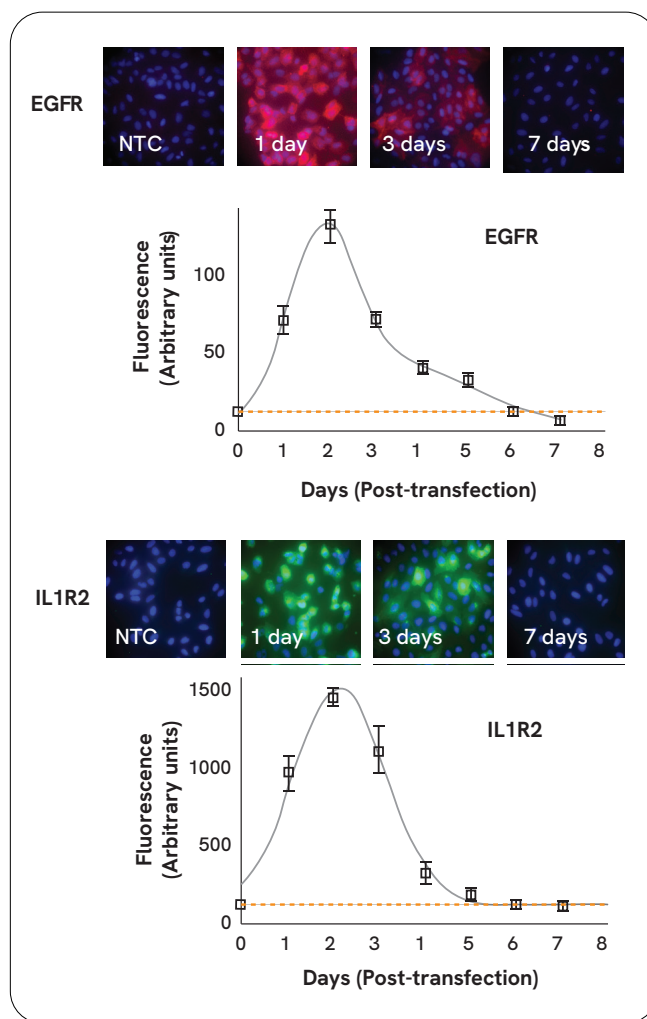 EGFR
NTC
1 day
3 days
7 days
EGFR
Fluorescence
(Arbitrary units)
100
50
0
0 1 2 3 1 5 6 7 8
Days (Post-transfection)
IL1R2
NTC
1 day
3 days
7 days
IL1R2
Fluorescence
(Arbitrary units)
1500
1000
500
0
0 1 2 3 1 5 6 7 8
Days (Post-transfection)